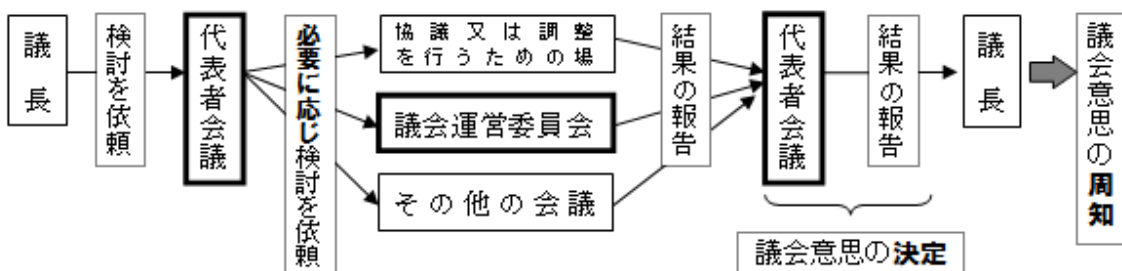 議長
検討を依頼
代表者会議
必要に応じ検討を依頼
協議又は調整
を行うための場
議会運営委員会
その他の会議
結果の報告
代表者会議
結果の報告
議長
議会意思の周知
議会意思の決定